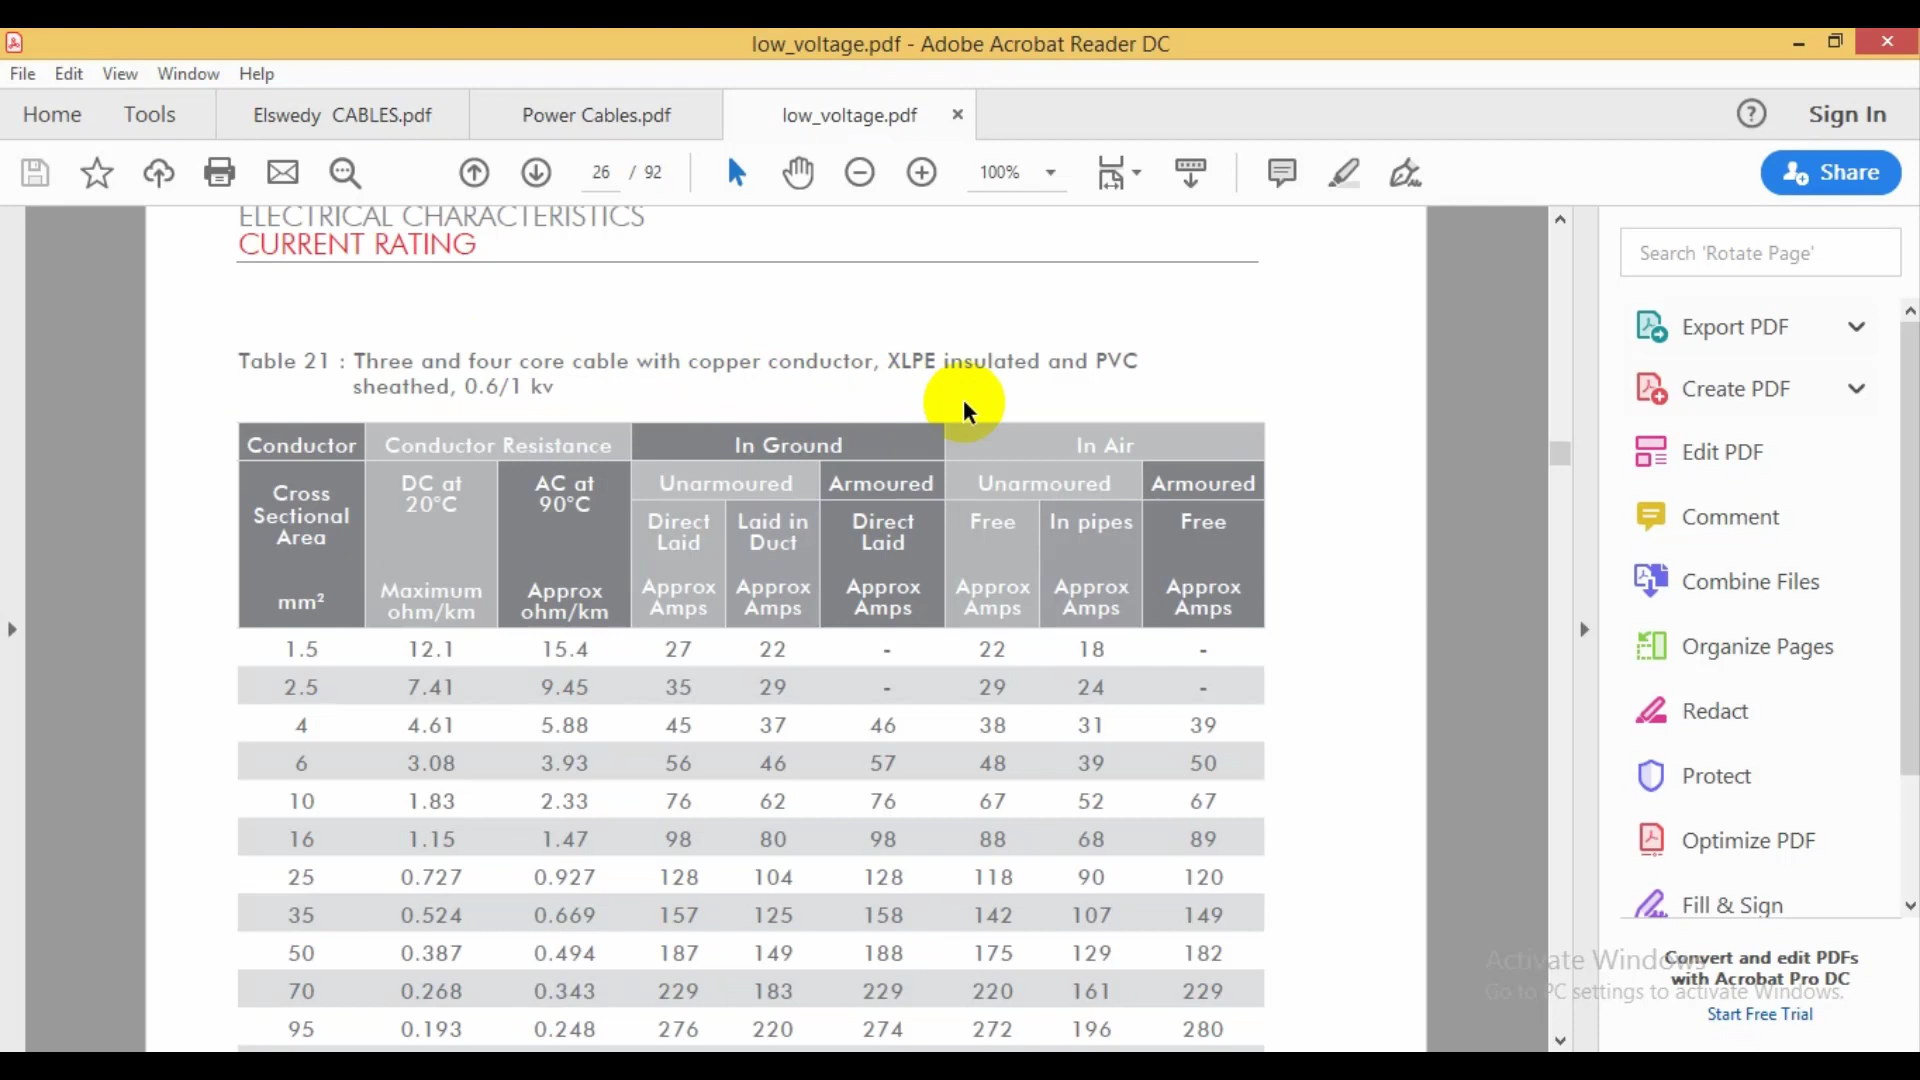 low_voltage.pdf - Adobe Acrobat Reader DC
File Edit View Window Help
Home Tools Elswedy CABLES.pdf Power Cables.pdf low_voltage.pdf × ? Sign In
26 / 92 100% Share
ELECTRICAL CHARACTERISTICS
CURRENT RATING
Table 21 : Three and four core cable with copper conductor, XLPE insulated and PVC
sheathed, 0.6/1 kv
Conductor Conductor Resistance In Ground In Air
Cross Sectional Area DC at 20°C AC at 90°C Unarmoured Armoured Unarmoured Armoured
Direct Laid Laid in Duct Direct Laid Free In pipes Free
mm² Maximum ohm/km Approx ohm/km Approx Amps Approx Amps Approx Amps Approx Amps Approx Amps Approx Amps
1.5 12.1 15.4 27 22 - 22 18 -
2.5 7.41 9.45 35 29 - 29 24 -
4 4.61 5.88 45 37 46 38 31 39
6 3.08 3.93 56 46 57 48 39 50
10 1.83 2.33 76 62 76 67 52 67
16 1.15 1.47 98 80 98 88 68 89
25 0.727 0.927 128 104 128 118 90 120
35 0.524 0.669 157 125 158 142 107 149
50 0.387 0.494 187 149 188 175 129 182
70 0.268 0.343 229 183 229 220 161 229
95 0.193 0.248 276 220 274 272 196 280
Search 'Rotate Page'
Export PDF
Create PDF
Edit PDF
Comment
Combine Files
Organize Pages
Redact
Protect
Optimize PDF
Fill & Sign
Convert and edit PDFs
with Acrobat Pro DC
Start Free Trial
Activate Windows
Go to PC settings to activate Windows.